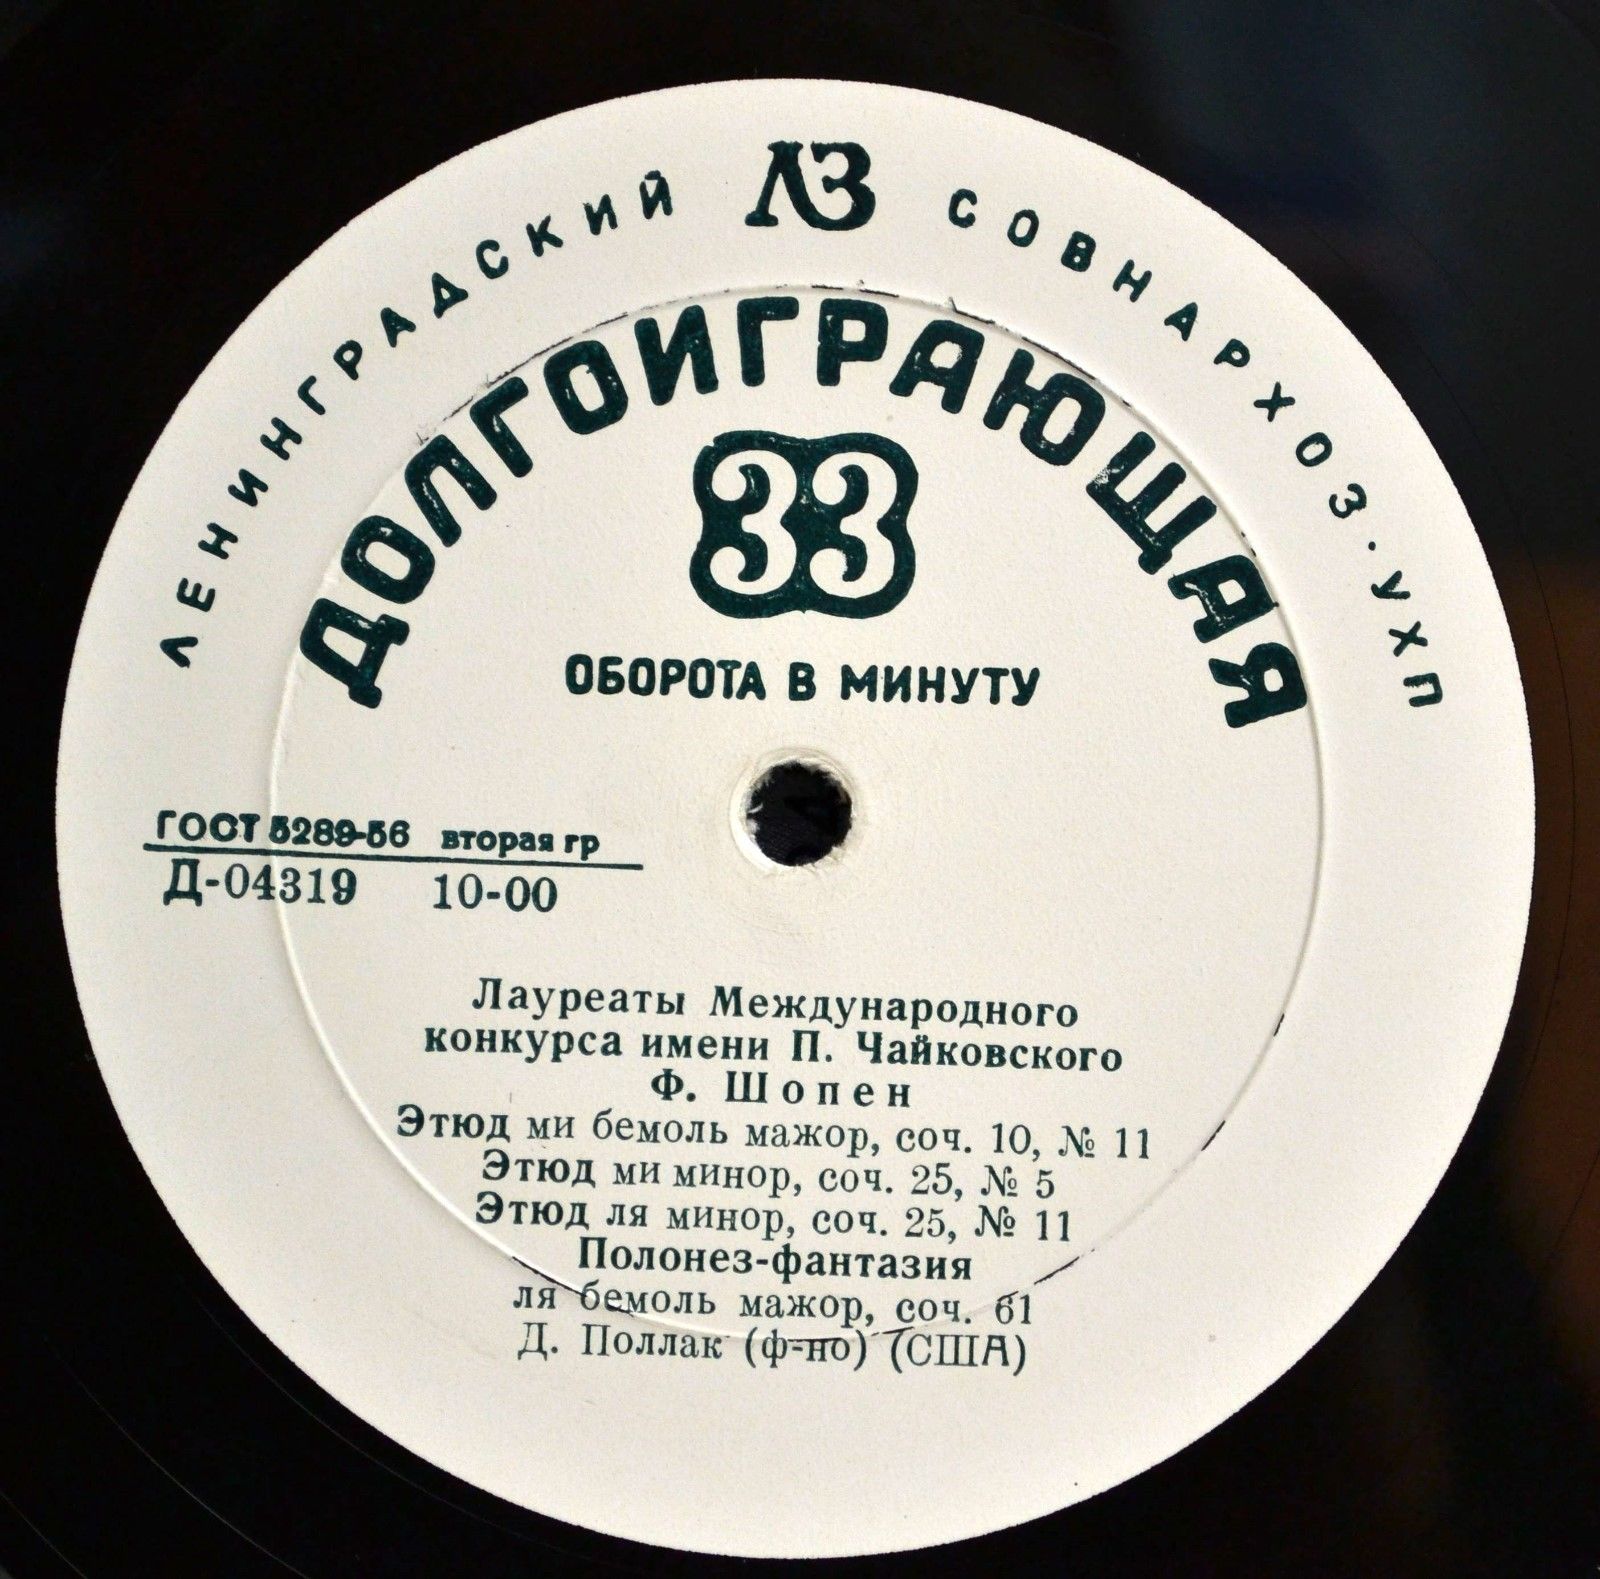 ЛЕНИНГРАДСКИЙ ЛЗ СОВНАРХОЗ·УХП
ДОЛГОИГРАЮЩАЯ
33
ОБОРОТА В МИНУТУ
ГОСТ 5289-56 вторая гр
Д-04319 10-00
Лауреаты Международного
конкурса имени П. Чайковского
Ф. Шопен
Этюд ми бемоль мажор, соч. 10, № 11
Этюд ми минор, соч. 25, № 5
Этюд ля минор, соч. 25, № 11
Полонез-фантазия
ля бемоль мажор, соч. 61
Д. Поллак (ф-но) (США)